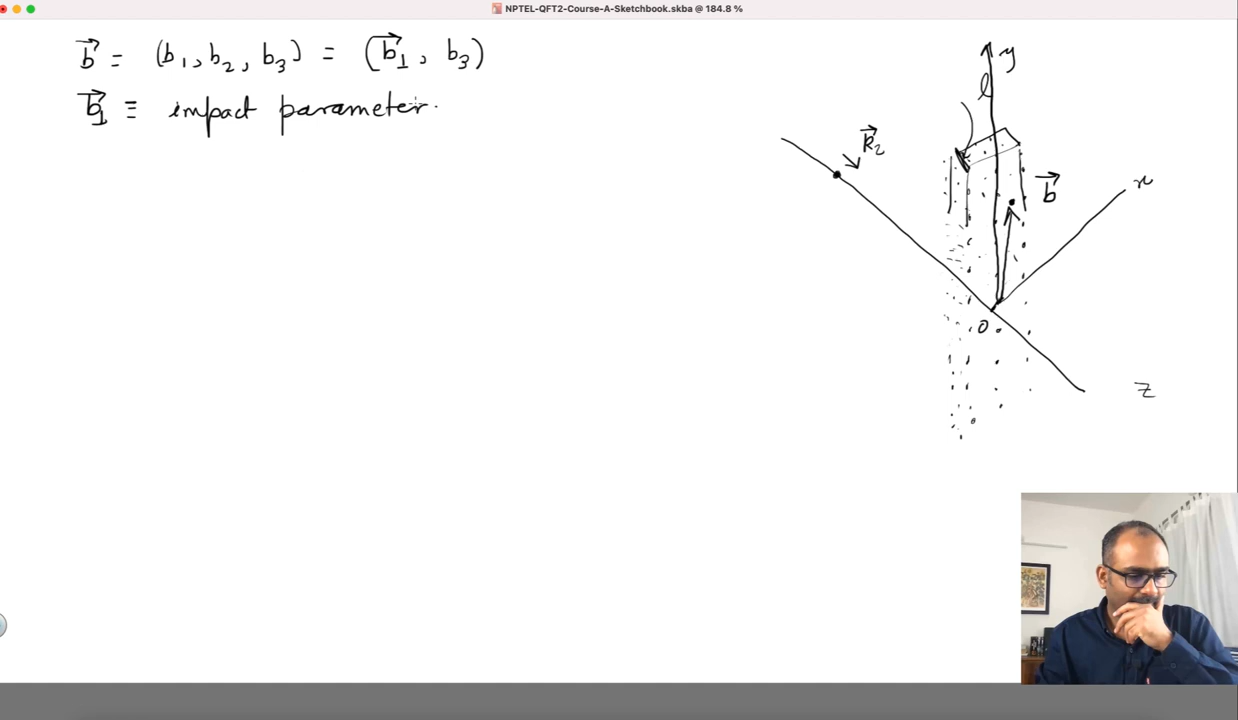 NPTEL-QFT2-Course-A-Sketchbook.skba @ 184.8 %
b⃗ = (b₁, b₂, b₃) = (b⃗⊥, b₃)
b⃗⊥ ≡ impact parameter.
y
l
k⃗₂
x
b⃗
O
z